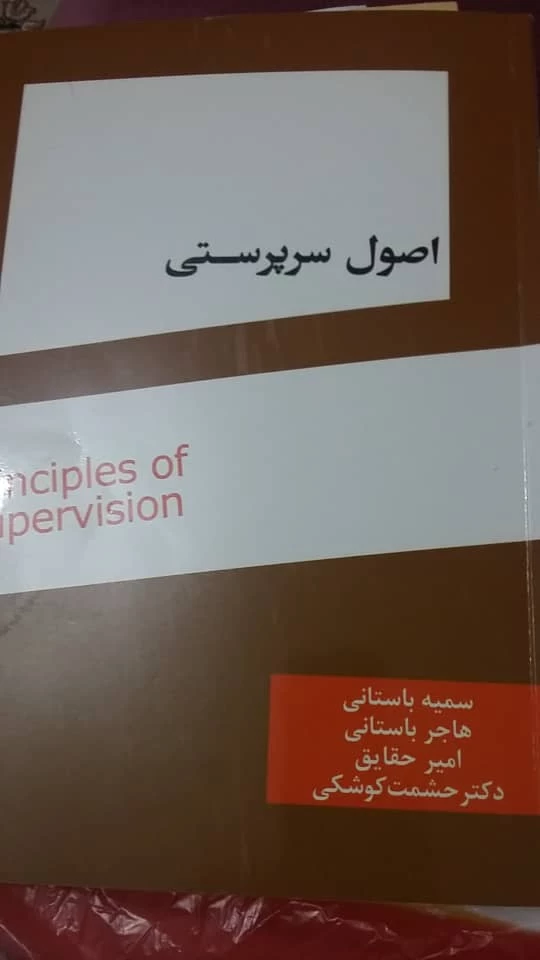 اصول سرپرستی
nciples of
pervision
سمیه باستانی
هاجر باستانی
امیر حقایق
دکتر حشمت کوشکی